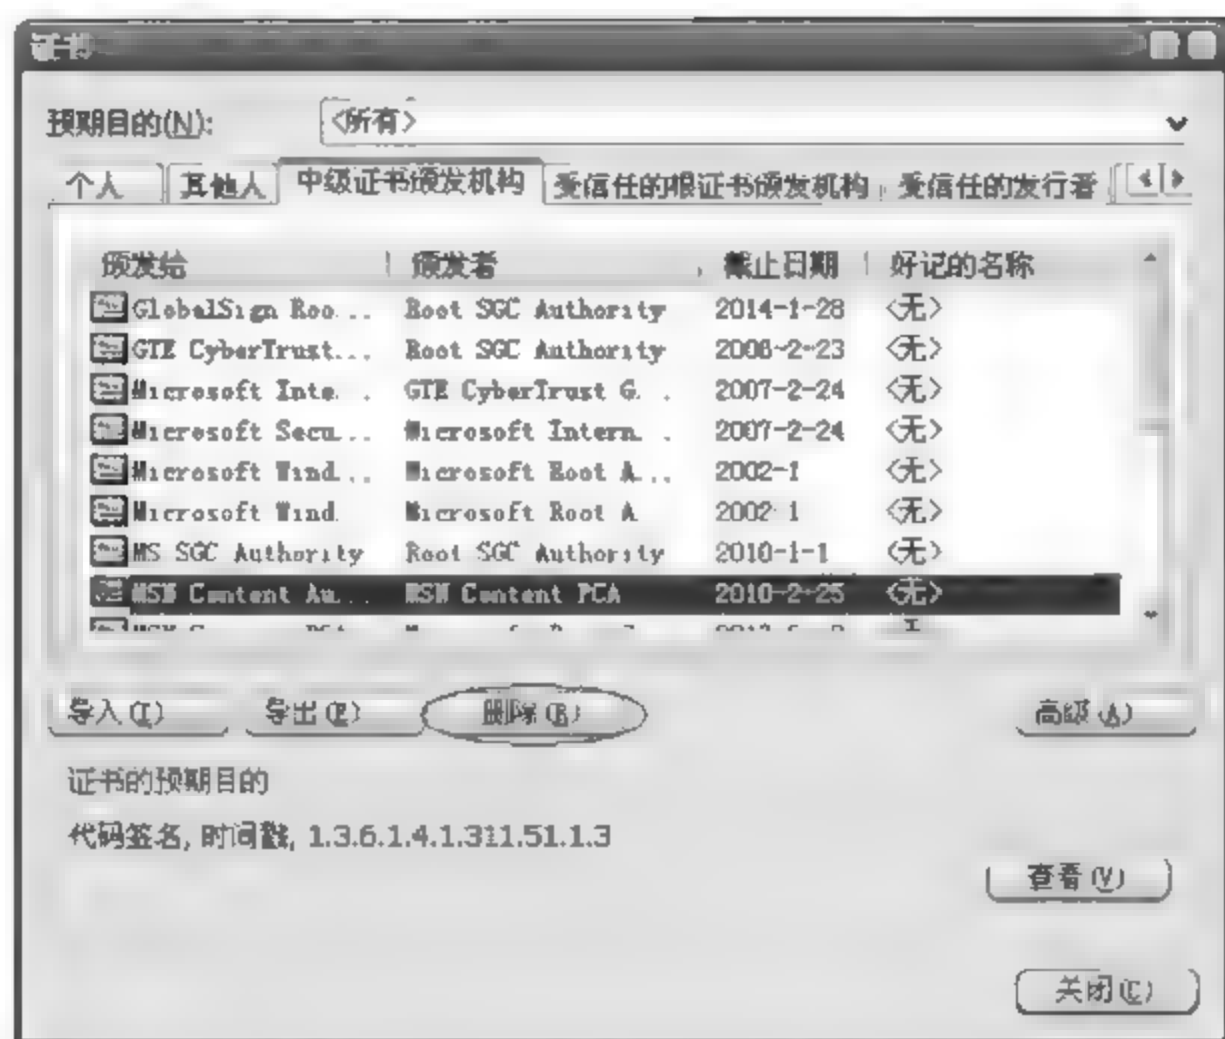 证书
预期目的(N): <所有>
个人 其他人 中级证书颁发机构 受信任的根证书颁发机构 受信任的发行者
颁发给 颁发者 截止日期 好记的名称
GlobalSign Roo... Root SGC Authority 2014-1-28 <无>
GTE CyberTrust... Root SGC Authority 2006-2-23 <无>
Microsoft Inte... GTE CyberTrust G... 2007-2-24 <无>
Microsoft Secu... Microsoft Intern... 2007-2-24 <无>
Microsoft Wind... Microsoft Root A... 2002-1 <无>
Microsoft Wind Microsoft Root A 2002-1 <无>
MS SGC Authority Root SGC Authority 2010-1-1 <无>
MSN Content Au... MSN Content PCA 2010-2-25 <无>
导入(I) 导出(E) 删除(R) 高级(A)
证书的预期目的
代码签名, 时间戳, 1.3.6.1.4.1.311.51.1.3
查看(V)
关闭(C)